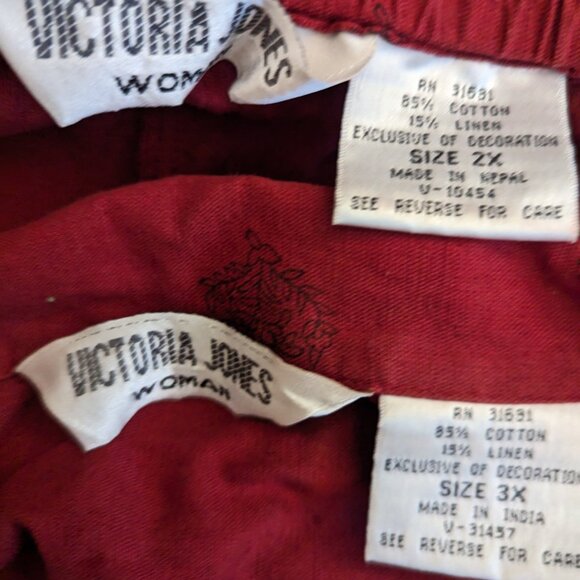 VICTORIA JONES
WOMAN
RN 31531
85% COTTON
15% LINEN
EXCLUSIVE OF DECORATION
SIZE 2X
MADE IN NEPAL
V-10454
SEE REVERSE FOR CARE
VICTORIA JONES
WOMAN
RN 31531
85% COTTON
15% LINEN
EXCLUSIVE OF DECORATION
SIZE 3X
MADE IN INDIA
V-31457
SEE REVERSE FOR CARE